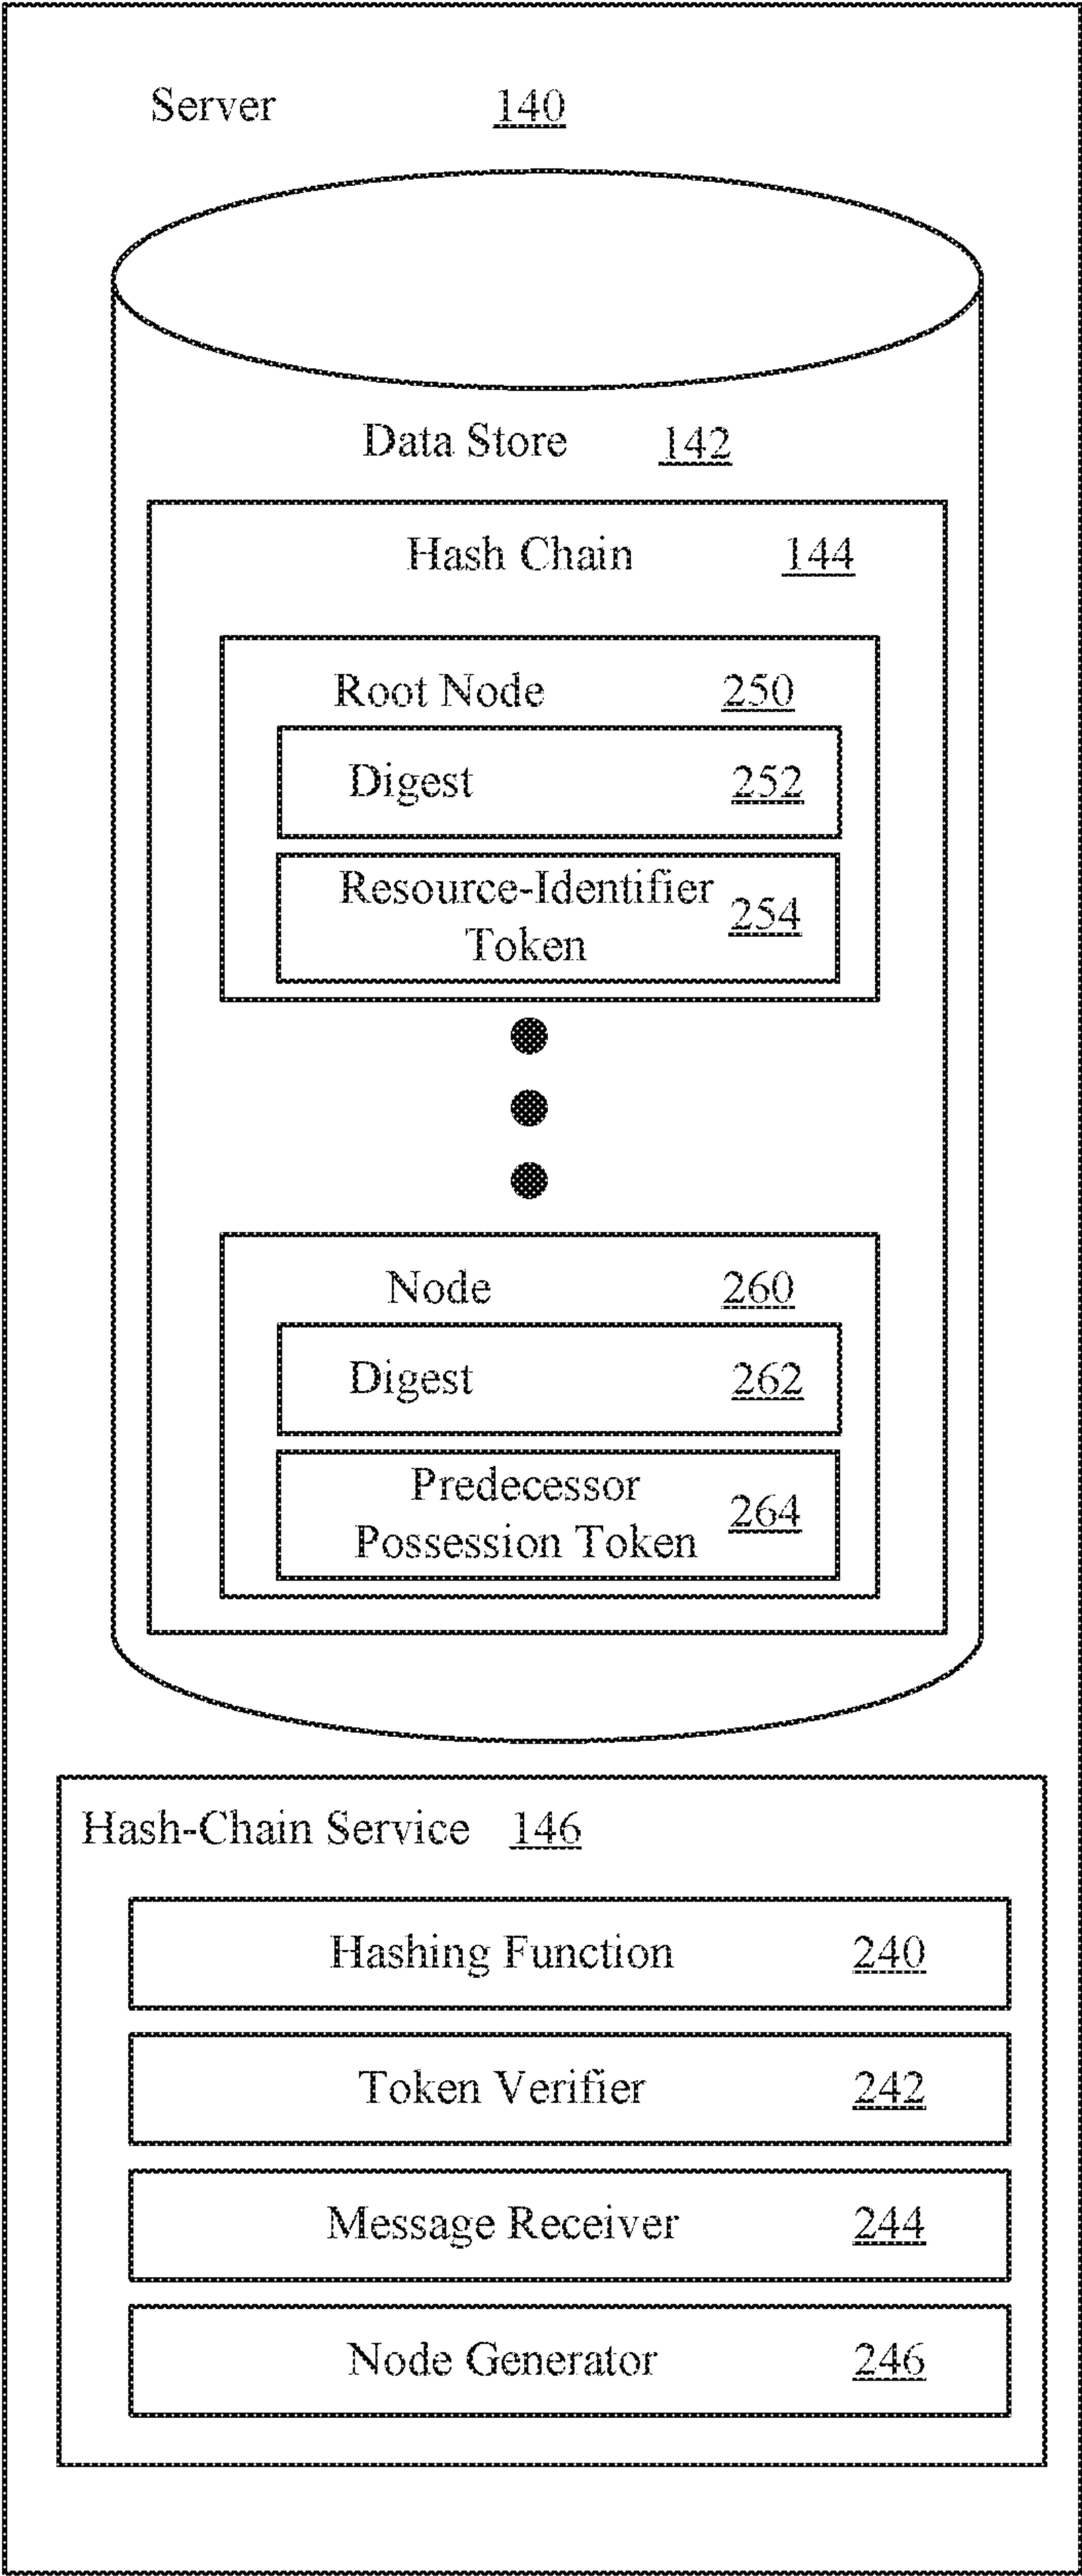 Server 140
Data Store 142
Hash Chain 144
Root Node 250
Digest 252
Resource-Identifier
Token 254
Node 260
Digest 262
Predecessor
Possession Token 264
Hash-Chain Service 146
Hashing Function 240
Token Verifier 242
Message Receiver 244
Node Generator 246